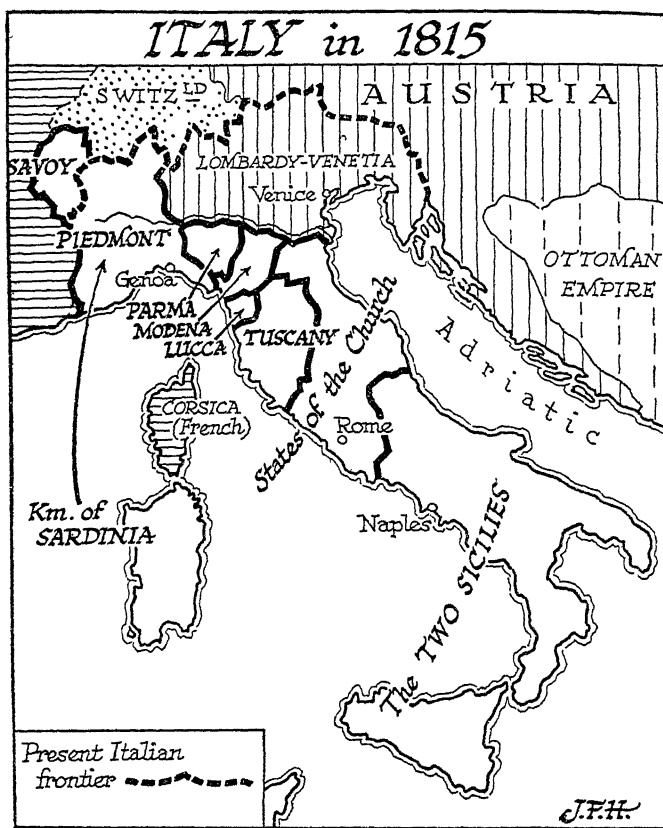 ITALY in 1815
SWITZ.LD
AUSTRIA
SAVOY
LOMBARDY-VENETIA
Venice
PIEDMONT
OTTOMAN
EMPIRE
Genoa
PARMA
MODENA
LUCCA
TUSCANY
States of the Church
Adriatic
CORSICA
(French)
Rome
Km. of
SARDINIA
Naples
The TWO SICILIES
Present Italian
frontier
J.F.H.